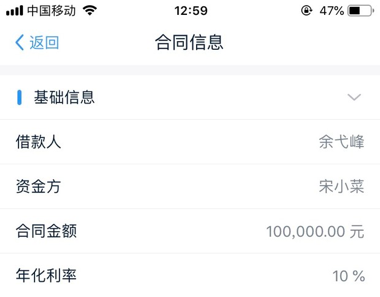 中国移动 12:59 47%
返回 合同信息
基础信息
借款人 余弋峰
资金方 宋小菜
合同金额 100,000.00 元
年化利率 10 %